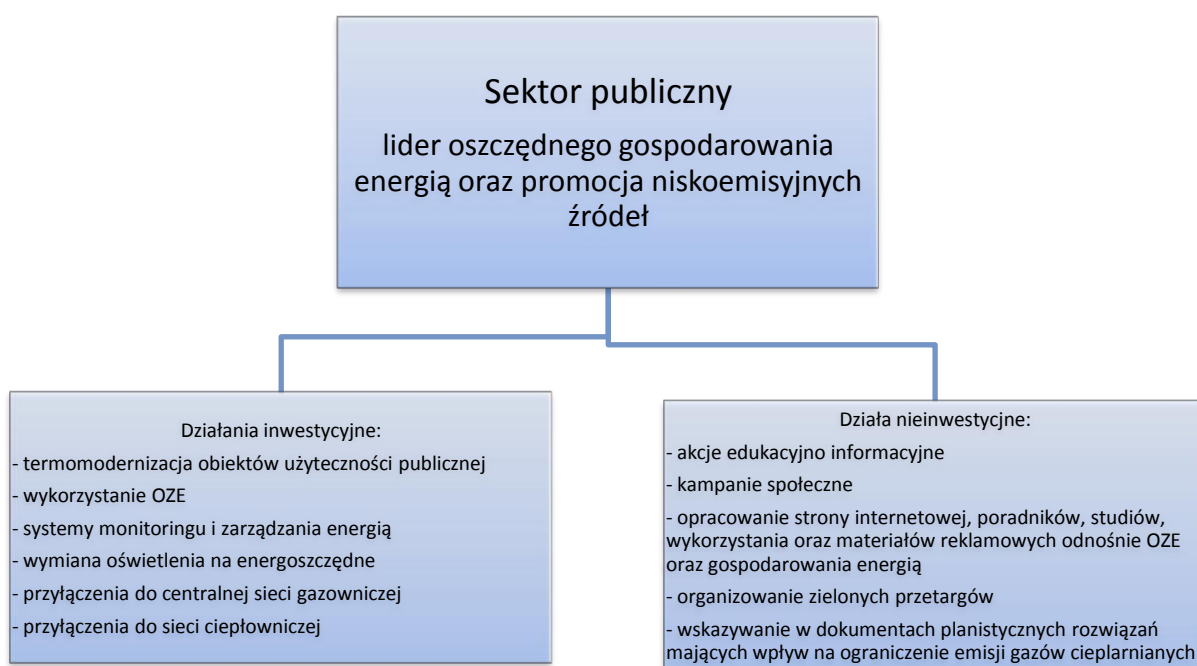 Sektor publiczny
lider oszczędnego gospodarowania
energią oraz promocja niskoemisyjnych
źródeł
Działania inwestycyjne:
- termomodernizacja obiektów użyteczności publicznej
- wykorzystanie OZE
- systemy monitoringu i zarządzania energią
- wymiana oświetlenia na energoszczędne
- przyłączenia do centralnej sieci gazowniczej
- przyłączenia do sieci ciepłowniczej
Działa nieinwestycjne:
- akcje edukacyjno informacyjne
- kampanie społeczne
- opracowanie strony internetowej, poradników, studiów,
wykorzystania oraz materiałów reklamowych odnośnie OZE
oraz gospodarowania energią
- organizowanie zielonych przetargów
- wskazywanie w dokumentach planistycznych rozwiązań
mających wpływ na ograniczenie emisji gazów cieplarnianych